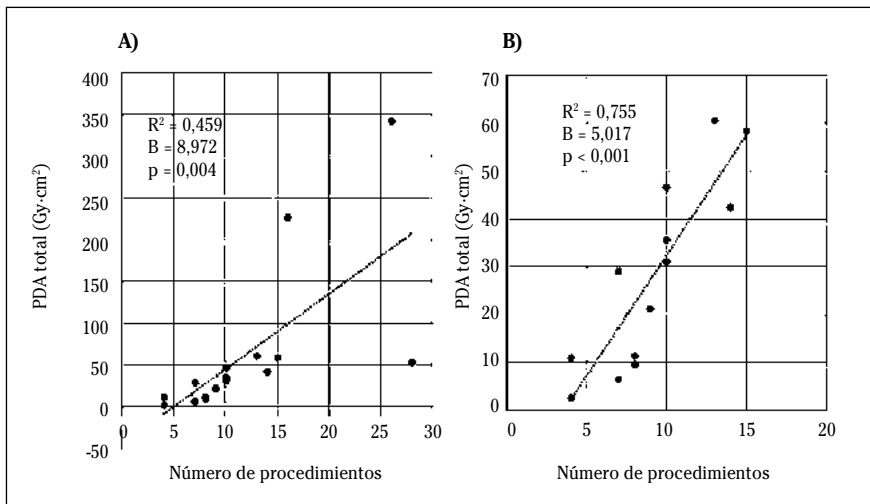 A)
PDA total (Gy·cm²)
400
350
300
250
200
150
100
50
0
-50
R² = 0,459
B = 8,972
p = 0,004
0 5 10 15 20 25 30
Número de procedimientos
B)
PDA total (Gy·cm²)
70
60
50
40
30
20
10
0
R² = 0,755
B = 5,017
p < 0,001
0 5 10 15 20
Número de procedimientos